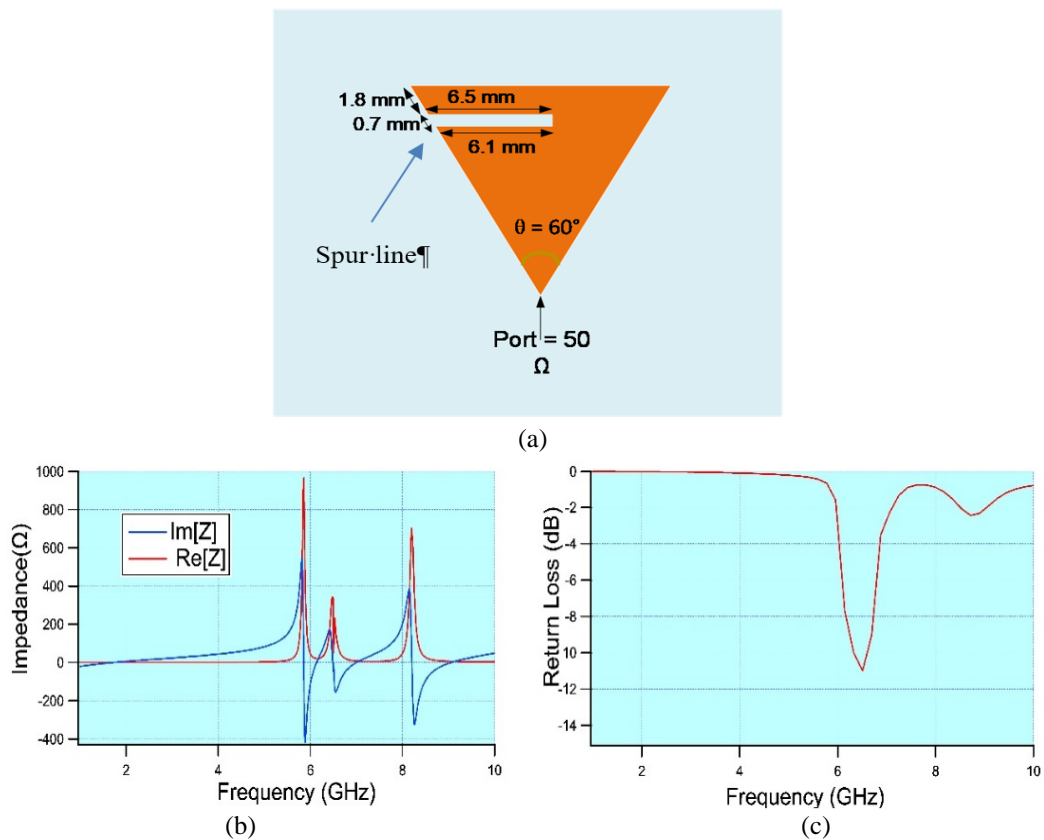 1.8 mm
6.5 mm
0.7 mm
6.1 mm
Spur·line¶
θ = 60°
Port = 50
Ω
(a)
Impedance(Ω)
1000
800
600
400
200
0
-200
-400
Im[Z]
Re[Z]
2
4
6
8
10
Frequency (GHz)
(b)
Return Loss (dB)
0
-2
-4
-6
-8
-10
-12
-14
2
4
6
8
10
Frequency (GHz)
(c)